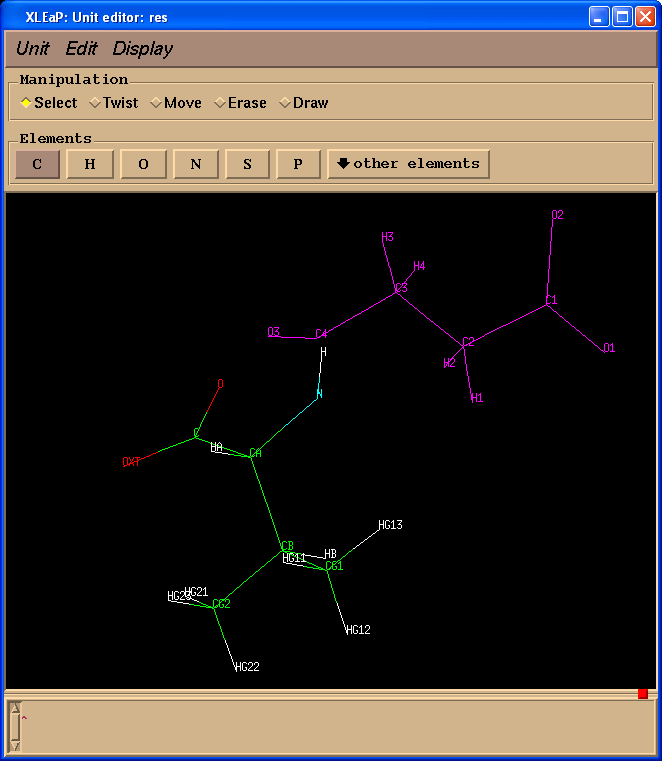 XLEaP: Unit editor: res
Unit Edit Display
Manipulation
Select Twist Move Erase Draw
Elements
C H O N S P other elements
O2
H3
H4
C3
C1
O3 C4
C2 O1
H
H2
O
N
H1
C
HA CA
OXT
HG13
CB HB
HG11 CG1
HG21
HG23 CG2
HG12
HG22